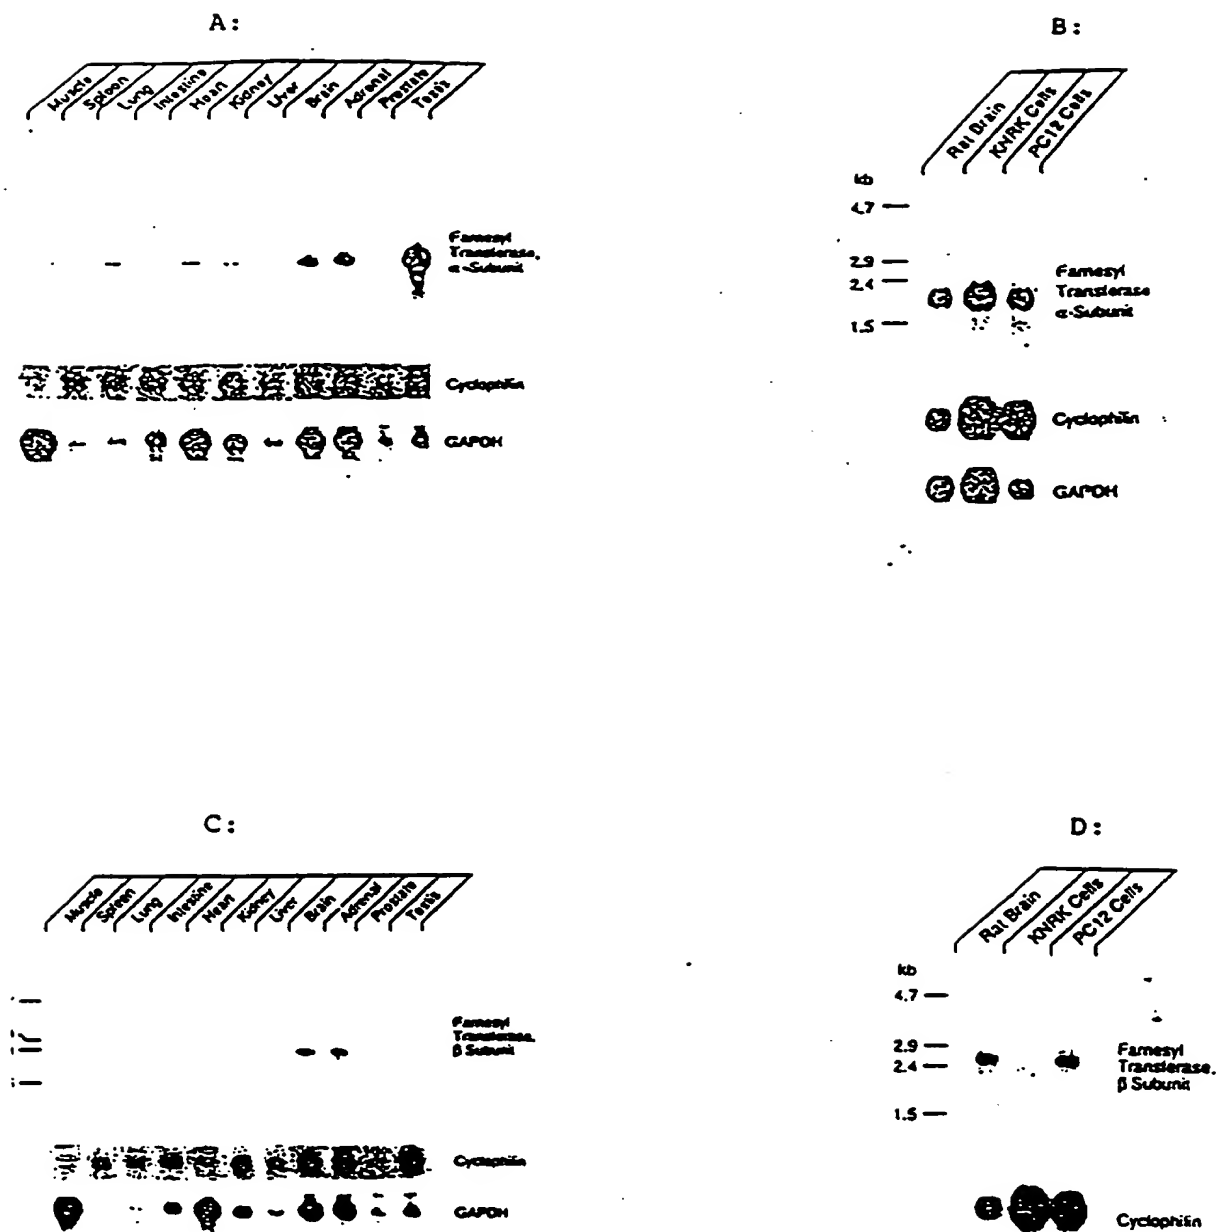 A:
Muscle
Spleen
Lung
Intestine
Heart
Kidney
Liver
Brain
Adrenal
Prostate
Testis
Farnesyl
Transferase,
α-Subunit
Cyclophilin
GAPDH
B:
Rat Brain
KNRK Cells
PC12 Cells
kb
4.7
2.9
2.4
1.5
Farnesyl
Transferase
α-Subunit
Cyclophilin
GAPDH
C:
Muscle
Spleen
Lung
Intestine
Heart
Kidney
Liver
Brain
Adrenal
Prostate
Testis
Farnesyl
Transferase,
β Subunit
Cyclophilin
GAPDH
D:
Rat Brain
KNRK Cells
PC12 Cells
kb
4.7
2.9
2.4
1.5
Farnesyl
Transferase,
β Subunit
Cyclophilin